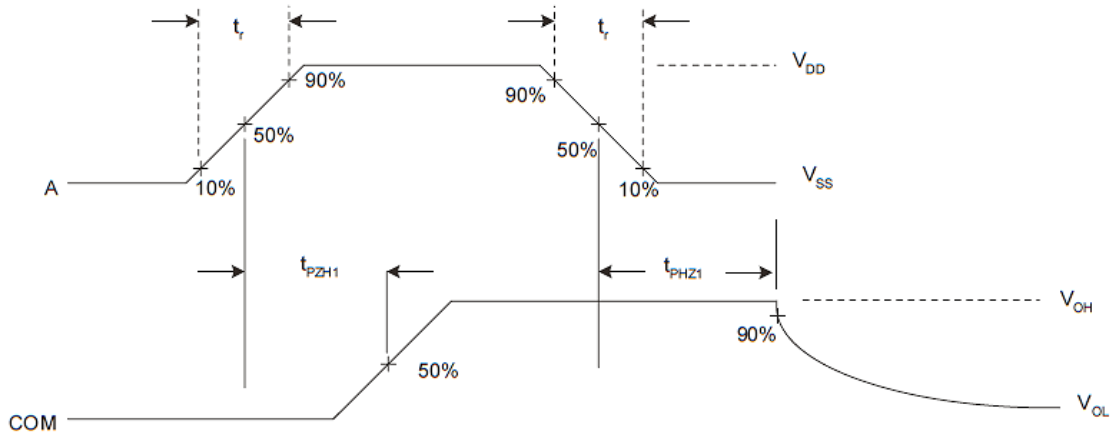 tr
tr
VDD
90%
90%
50%
50%
A
10%
10%
VSS
tPZH1
tPHZ1
VOH
90%
50%
VOL
COM